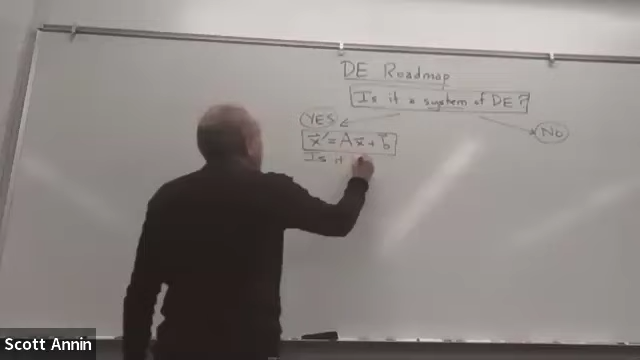 DE Roadmap
Is it a system of DE?
YES
NO
x⃗' = Ax⃗ + b⃗
Is it
Scott Annin